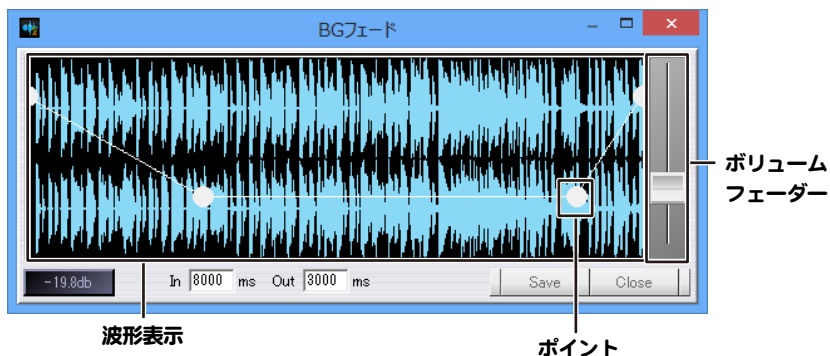 BGフェード
ボリューム
フェーダー
-19.8db
In 8000 ms Out 3000 ms
Save
Close
波形表示
ポイント